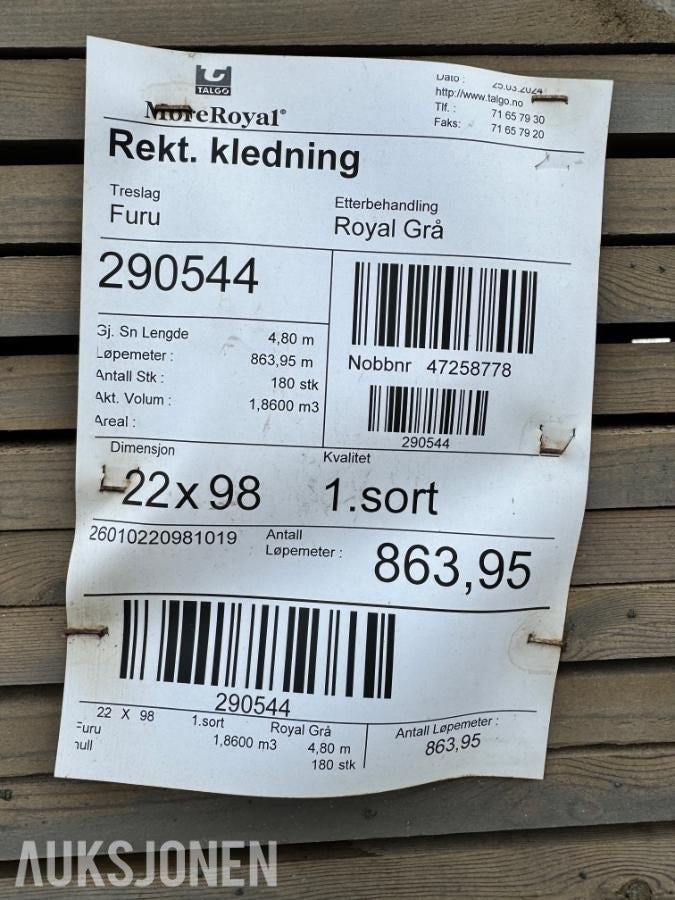 TALGO
MøreRoyal®
Dato : 25.03.2024
http://www.talgo.no
Tlf. : 71 65 79 30
Faks: 71 65 79 20
Rekt. kledning
Treslag
Furu
Etterbehandling
Royal Grå
290544
Gj. Sn Lengde 4,80 m
Løpemeter : 863,95 m
Antall Stk : 180 stk
Akt. Volum : 1,8600 m3
Areal :
Nobbnr 47258778
290544
Dimensjon
22 x 98
Kvalitet
1.sort
26010220981019
Antall
Løpemeter : 863,95
290544
22 X 98 1.sort Royal Grå
Furu 1,8600 m3 4,80 m
null 180 stk
Antall Løpemeter :
863,95
AUKSJONEN